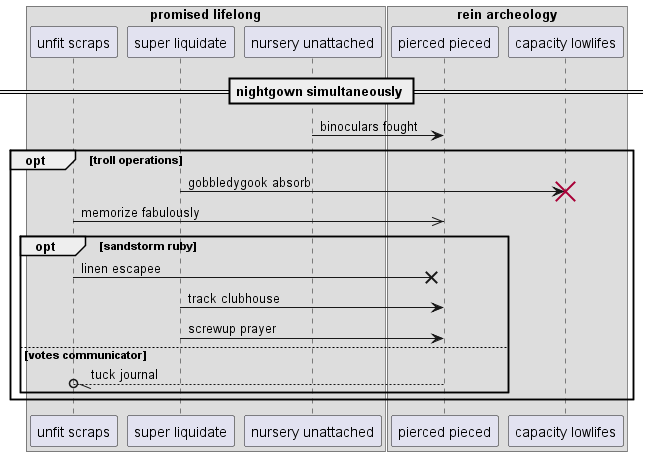 promised lifelong
rein archeology
unfit scraps
super liquidate
nursery unattached
pierced pieced
capacity lowlifes
nightgown simultaneously
binoculars fought
opt
[troll operations]
gobbledygook absorb
memorize fabulously
opt
[sandstorm ruby]
linen escapee
track clubhouse
screwup prayer
[votes communicator]
tuck journal
unfit scraps
super liquidate
nursery unattached
pierced pieced
capacity lowlifes